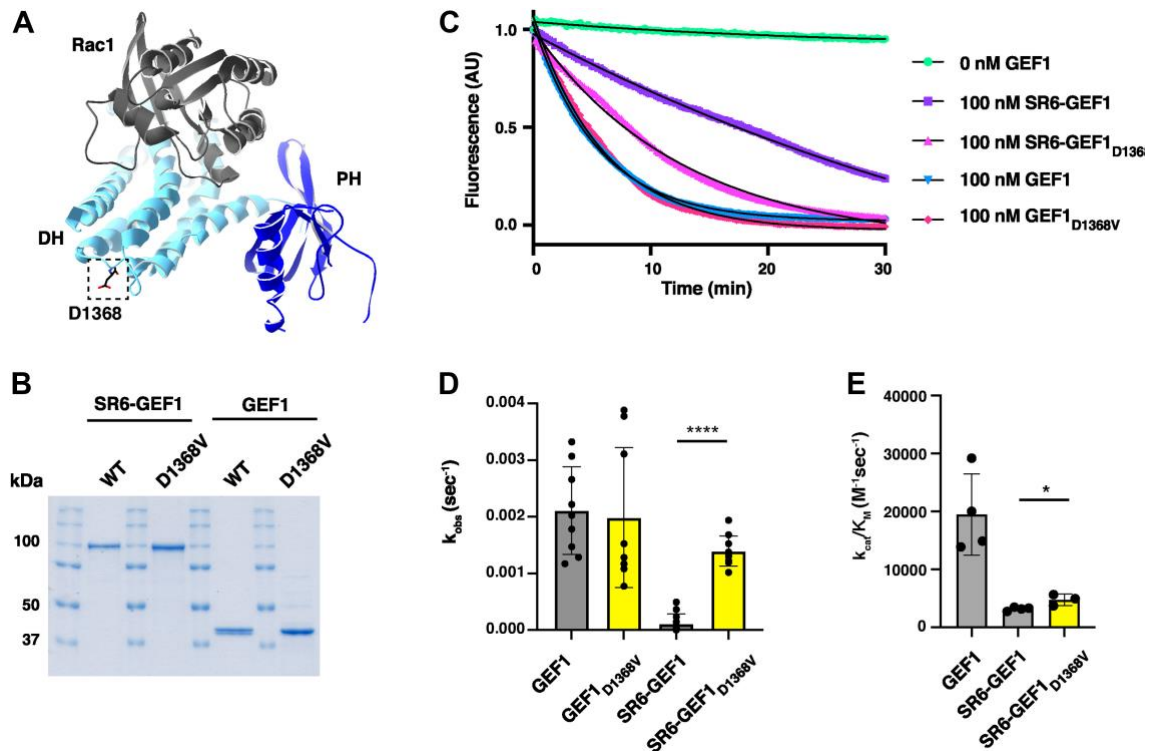 A
Rac1
PH
DH
D1368
B
SR6-GEF1
GEF1
WT
D1368V
WT
D1368V
kDa
100
50
37
C
Fluorescence (AU)
1.0
0.5
0.0
0
10
20
30
Time (min)
0 nM GEF1
100 nM SR6-GEF1
100 nM SR6-GEF1D136
100 nM GEF1
100 nM GEF1D1368V
D
kobs (sec-1)
0.004
0.003
0.002
0.001
0.000
****
GEF1
GEF1D1368V
SR6-GEF1
SR6-GEF1D1368V
E
kcat/KM (M-1sec-1)
40000
30000
20000
10000
0
*
GEF1
SR6-GEF1
SR6-GEF1D1368V